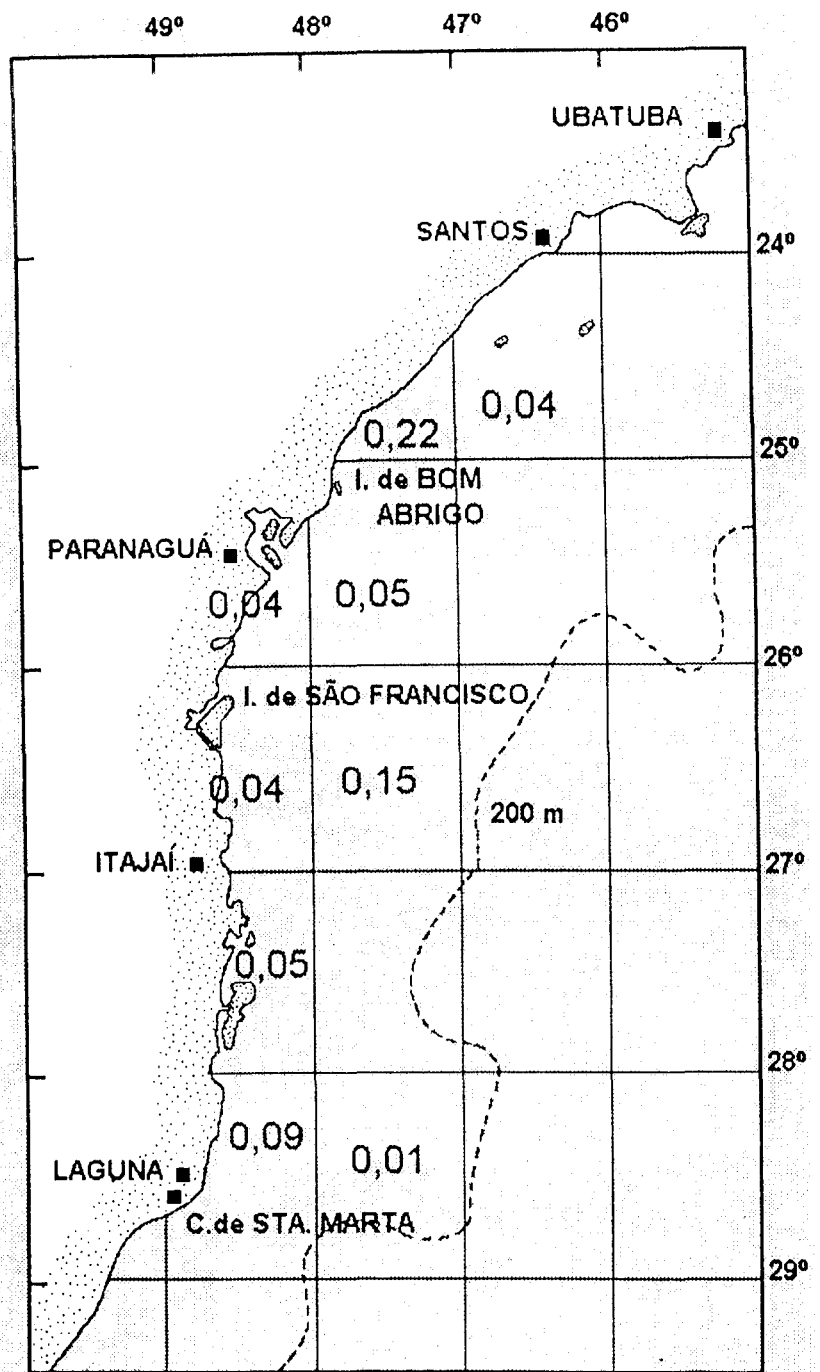 49º 48º 47º 46º
UBATUBA
SANTOS
24º
0,04
0,22
25º
I. de BOM
ABRIGO
PARANAGUÁ
0,04 0,05
26º
I. de SÃO FRANCISCO
0,04 0,15
200 m
ITAJAÍ
27º
0,05
28º
0,09
0,01
LAGUNA
C.de STA. MARTA
29º